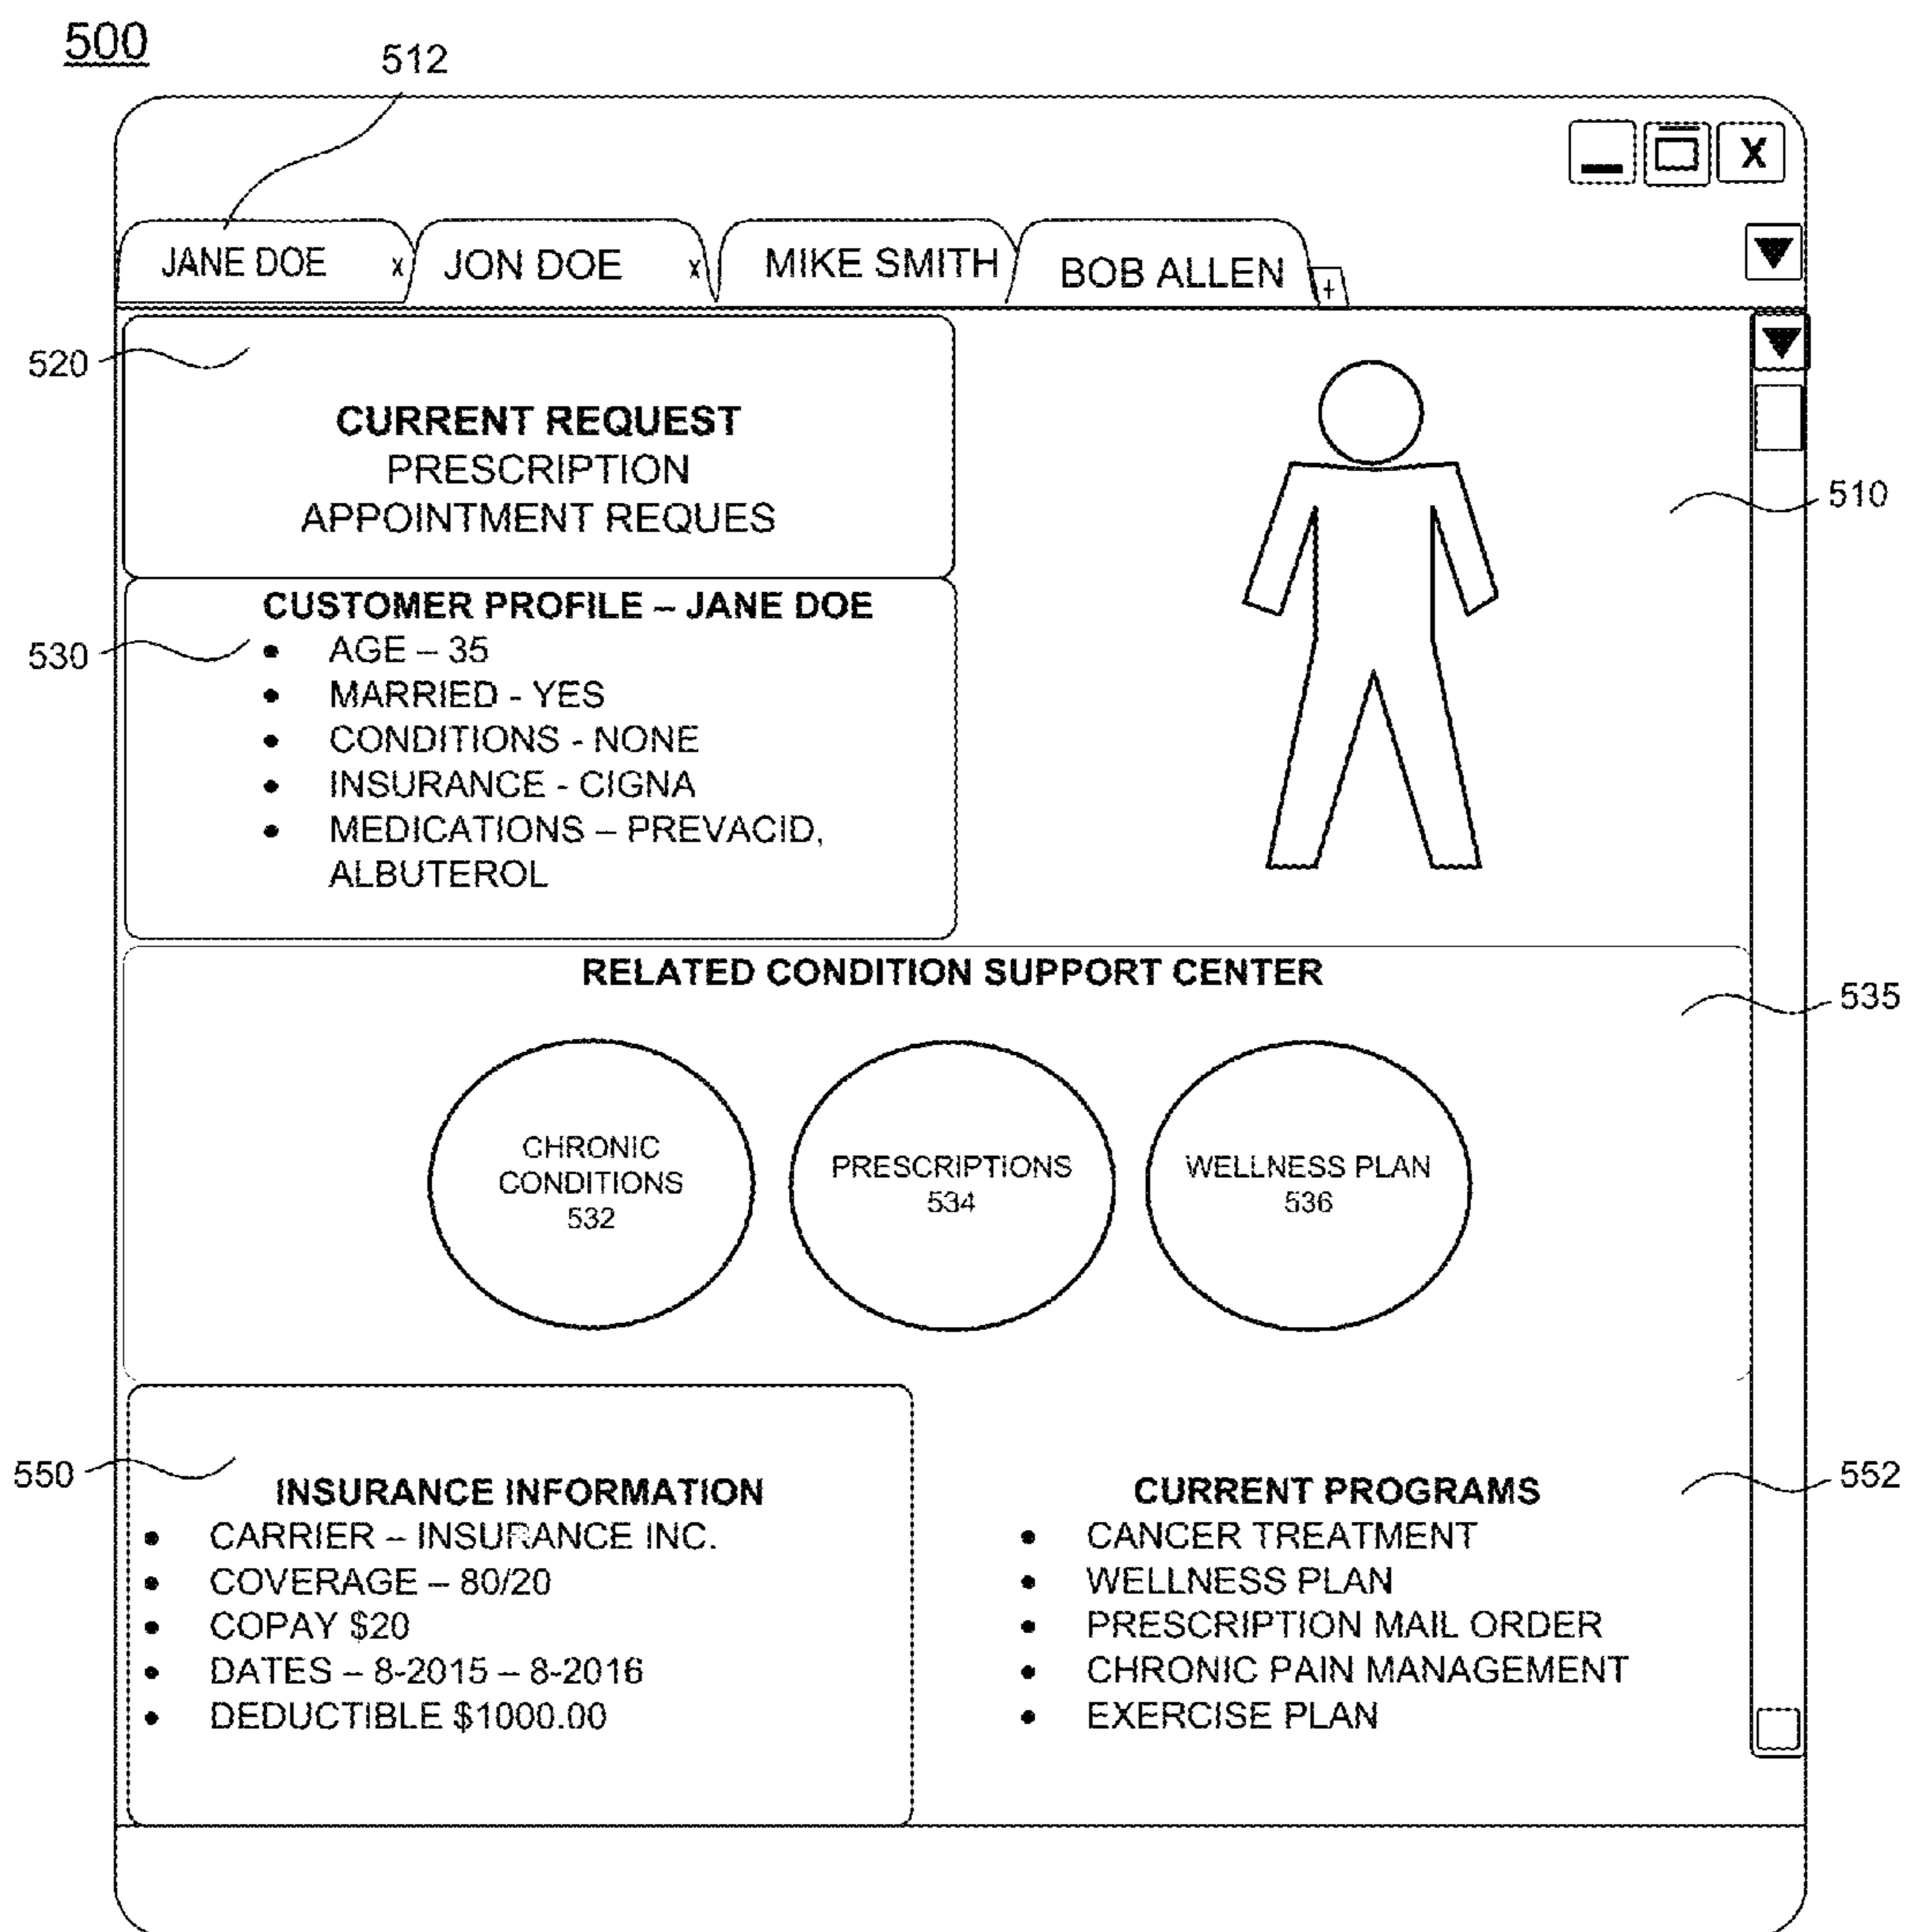 500
512
X
JANE DOE x JON DOE x MIKE SMITH BOB ALLEN +
520
CURRENT REQUEST
PRESCRIPTION
APPOINTMENT REQUES
510
CUSTOMER PROFILE – JANE DOE
530
• AGE – 35
• MARRIED - YES
• CONDITIONS - NONE
• INSURANCE - CIGNA
• MEDICATIONS – PREVACID,
ALBUTEROL
RELATED CONDITION SUPPORT CENTER
535
CHRONIC
CONDITIONS
532
PRESCRIPTIONS
534
WELLNESS PLAN
536
550
INSURANCE INFORMATION
• CARRIER – INSURANCE INC.
• COVERAGE – 80/20
• COPAY $20
• DATES – 8-2015 – 8-2016
• DEDUCTIBLE $1000.00
552
CURRENT PROGRAMS
• CANCER TREATMENT
• WELLNESS PLAN
• PRESCRIPTION MAIL ORDER
• CHRONIC PAIN MANAGEMENT
• EXERCISE PLAN